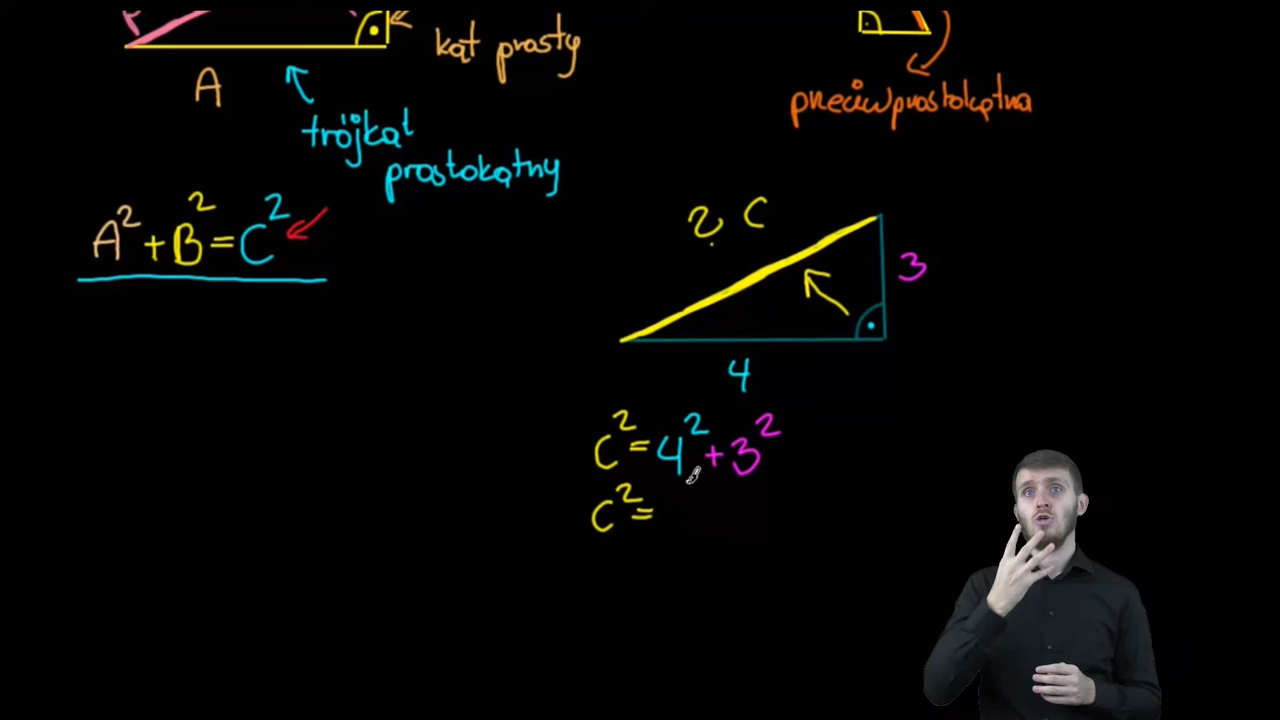 kąt prosty
A
trójkąt
prostokątny
przeciwprostokątna
A² + B² = C²
? C
3
4
C² = 4² + 3²
C² =